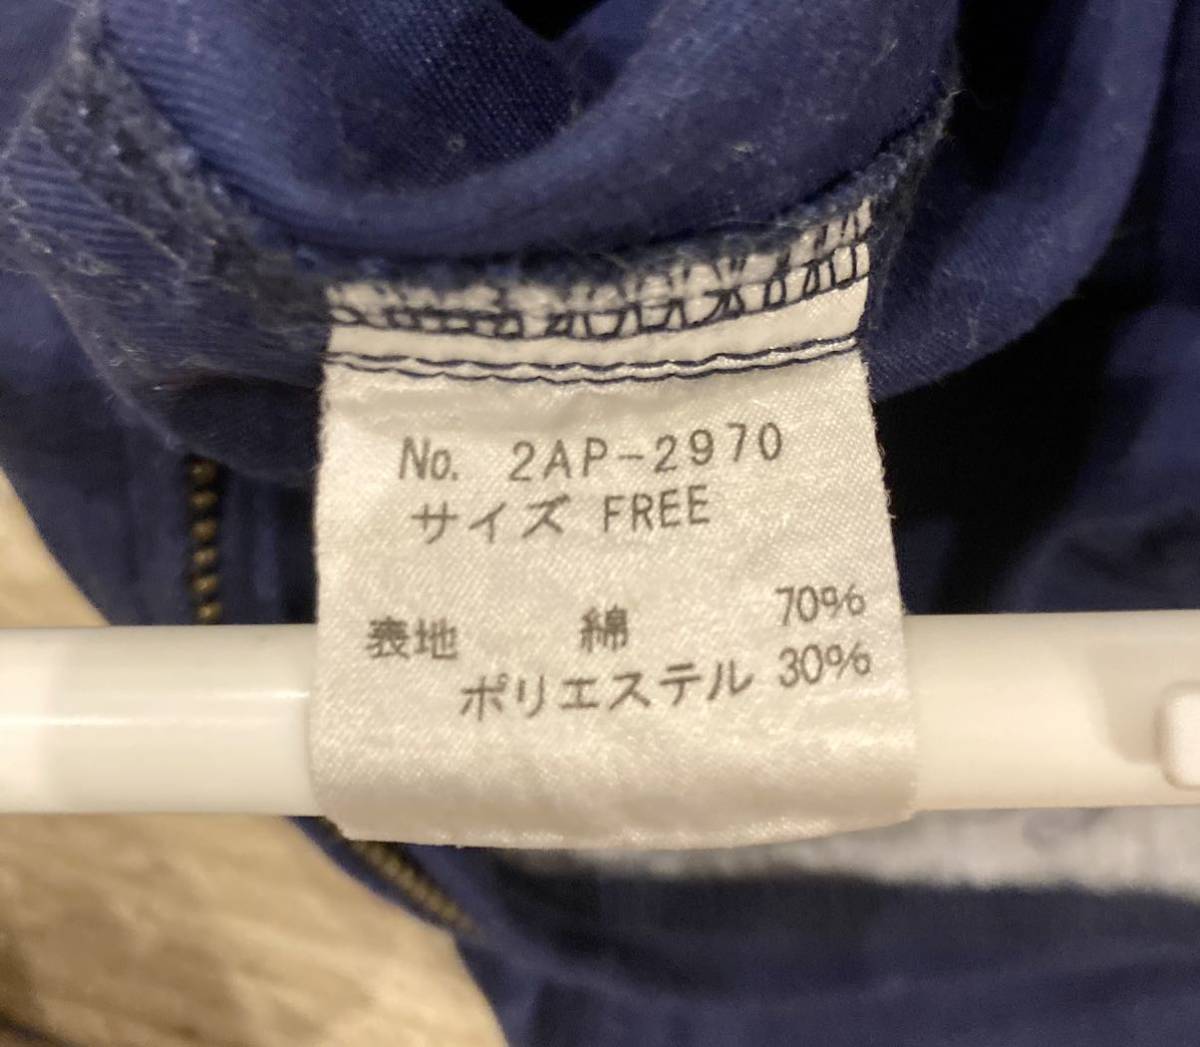 No. 2AP-2970
サイズ FREE
表地 綿 70%
ポリエステル 30%